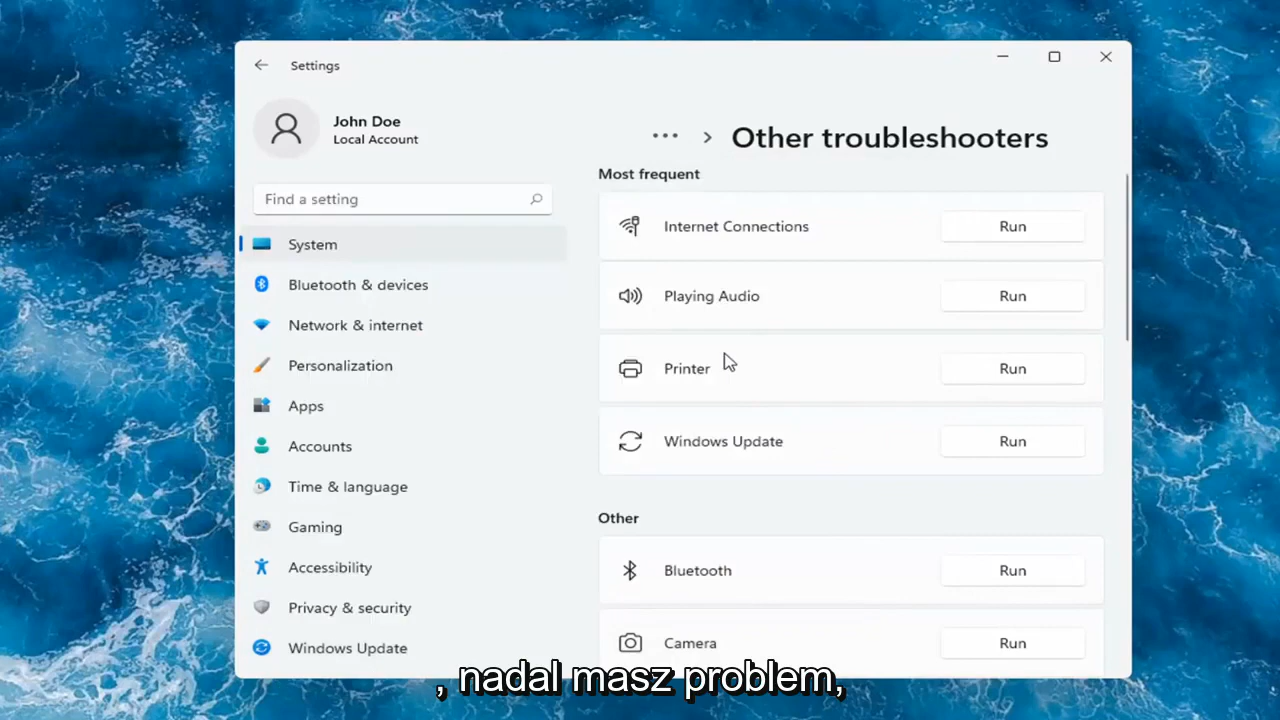 Settings
John Doe
Local Account
Find a setting
System
Bluetooth & devices
Network & internet
Personalization
Apps
Accounts
Time & language
Gaming
Accessibility
Privacy & security
Windows Update
... > Other troubleshooters
Most frequent
Internet Connections Run
Playing Audio Run
Printer Run
Windows Update Run
Other
Bluetooth Run
Camera Run
, nadal masz problem,